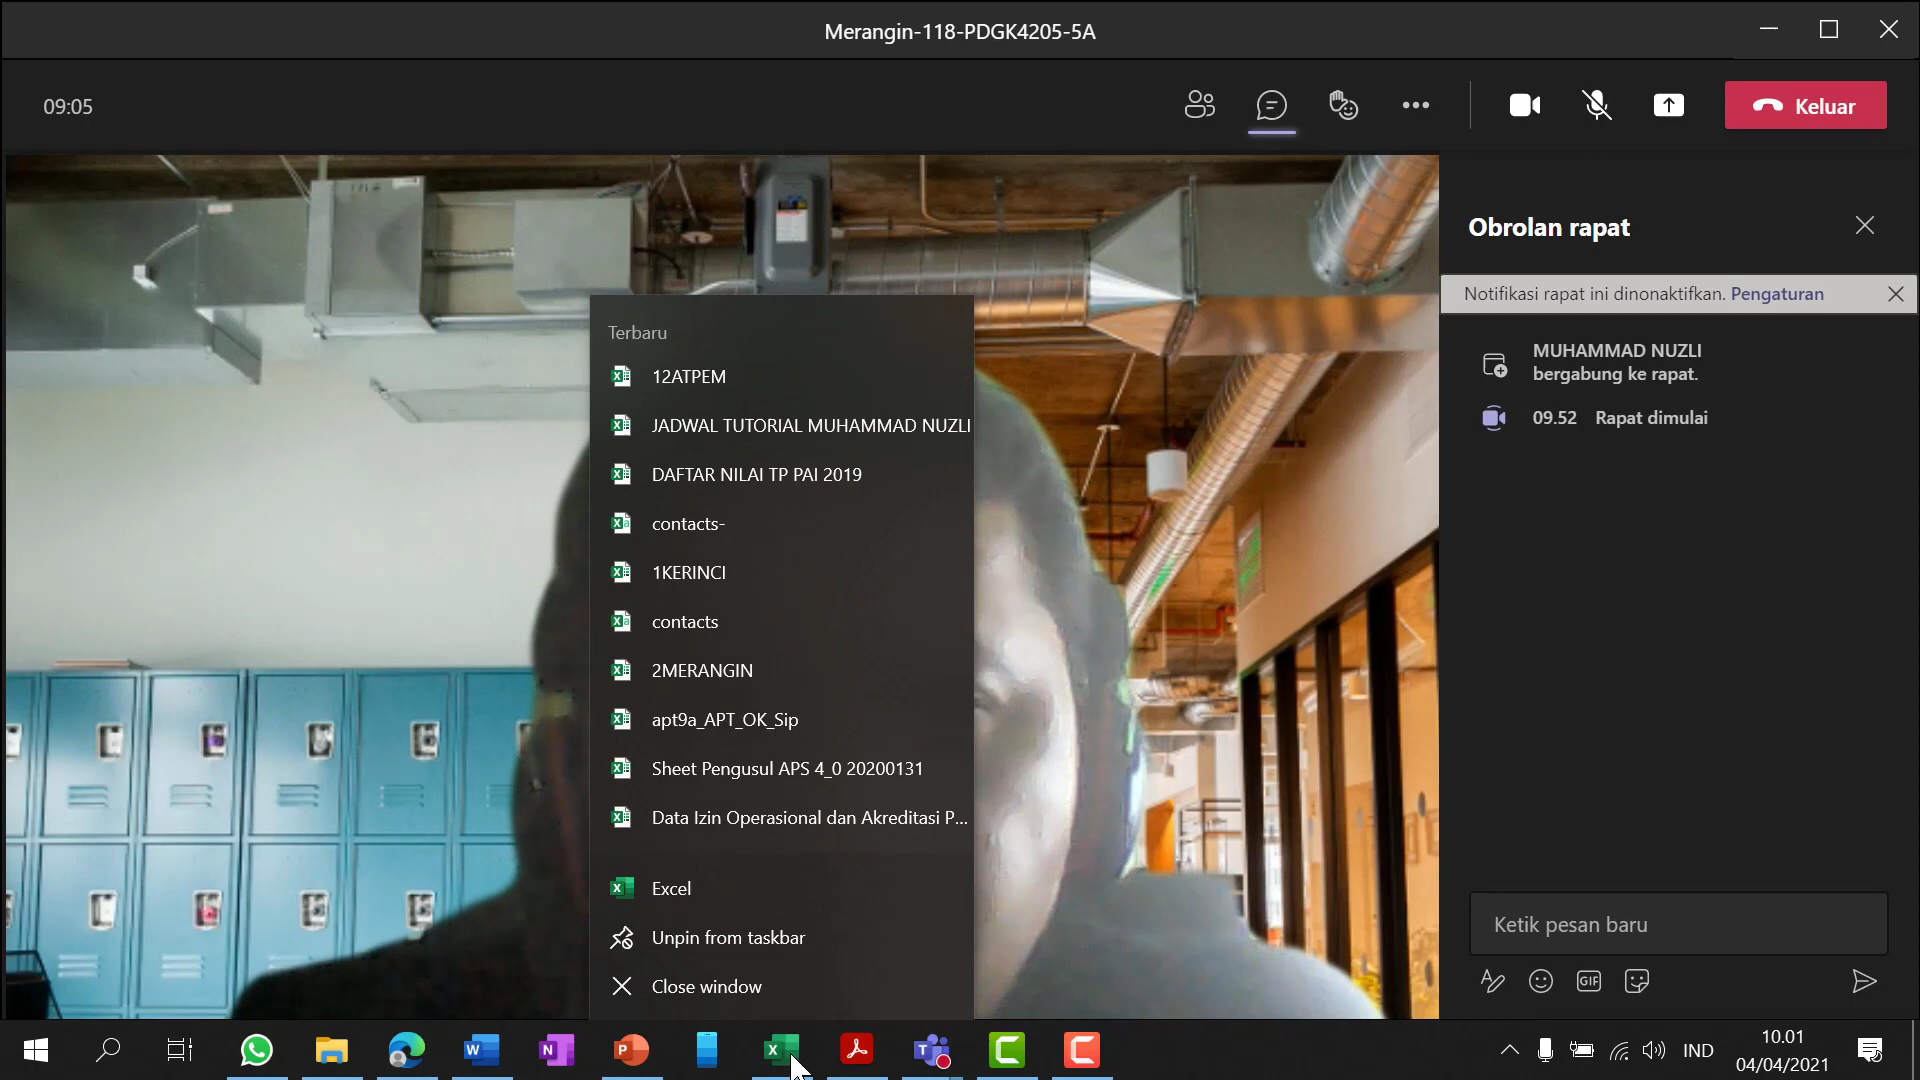 Merangin-118-PDGK4205-5A
09:05
Keluar
Obrolan rapat
Notifikasi rapat ini dinonaktifkan. Pengaturan
MUHAMMAD NUZLI
bergabung ke rapat.
09.52 Rapat dimulai
Terbaru
12ATPEM
JADWAL TUTORIAL MUHAMMAD NUZLI
DAFTAR NILAI TP PAI 2019
contacts-
1KERINCI
contacts
2MERANGIN
apt9a_APT_OK_Sip
Sheet Pengusul APS 4_0 20200131
Data Izin Operasional dan Akreditasi P...
Excel
Unpin from taskbar
Close window
Ketik pesan baru
GIF
IND
10.01
04/04/2021